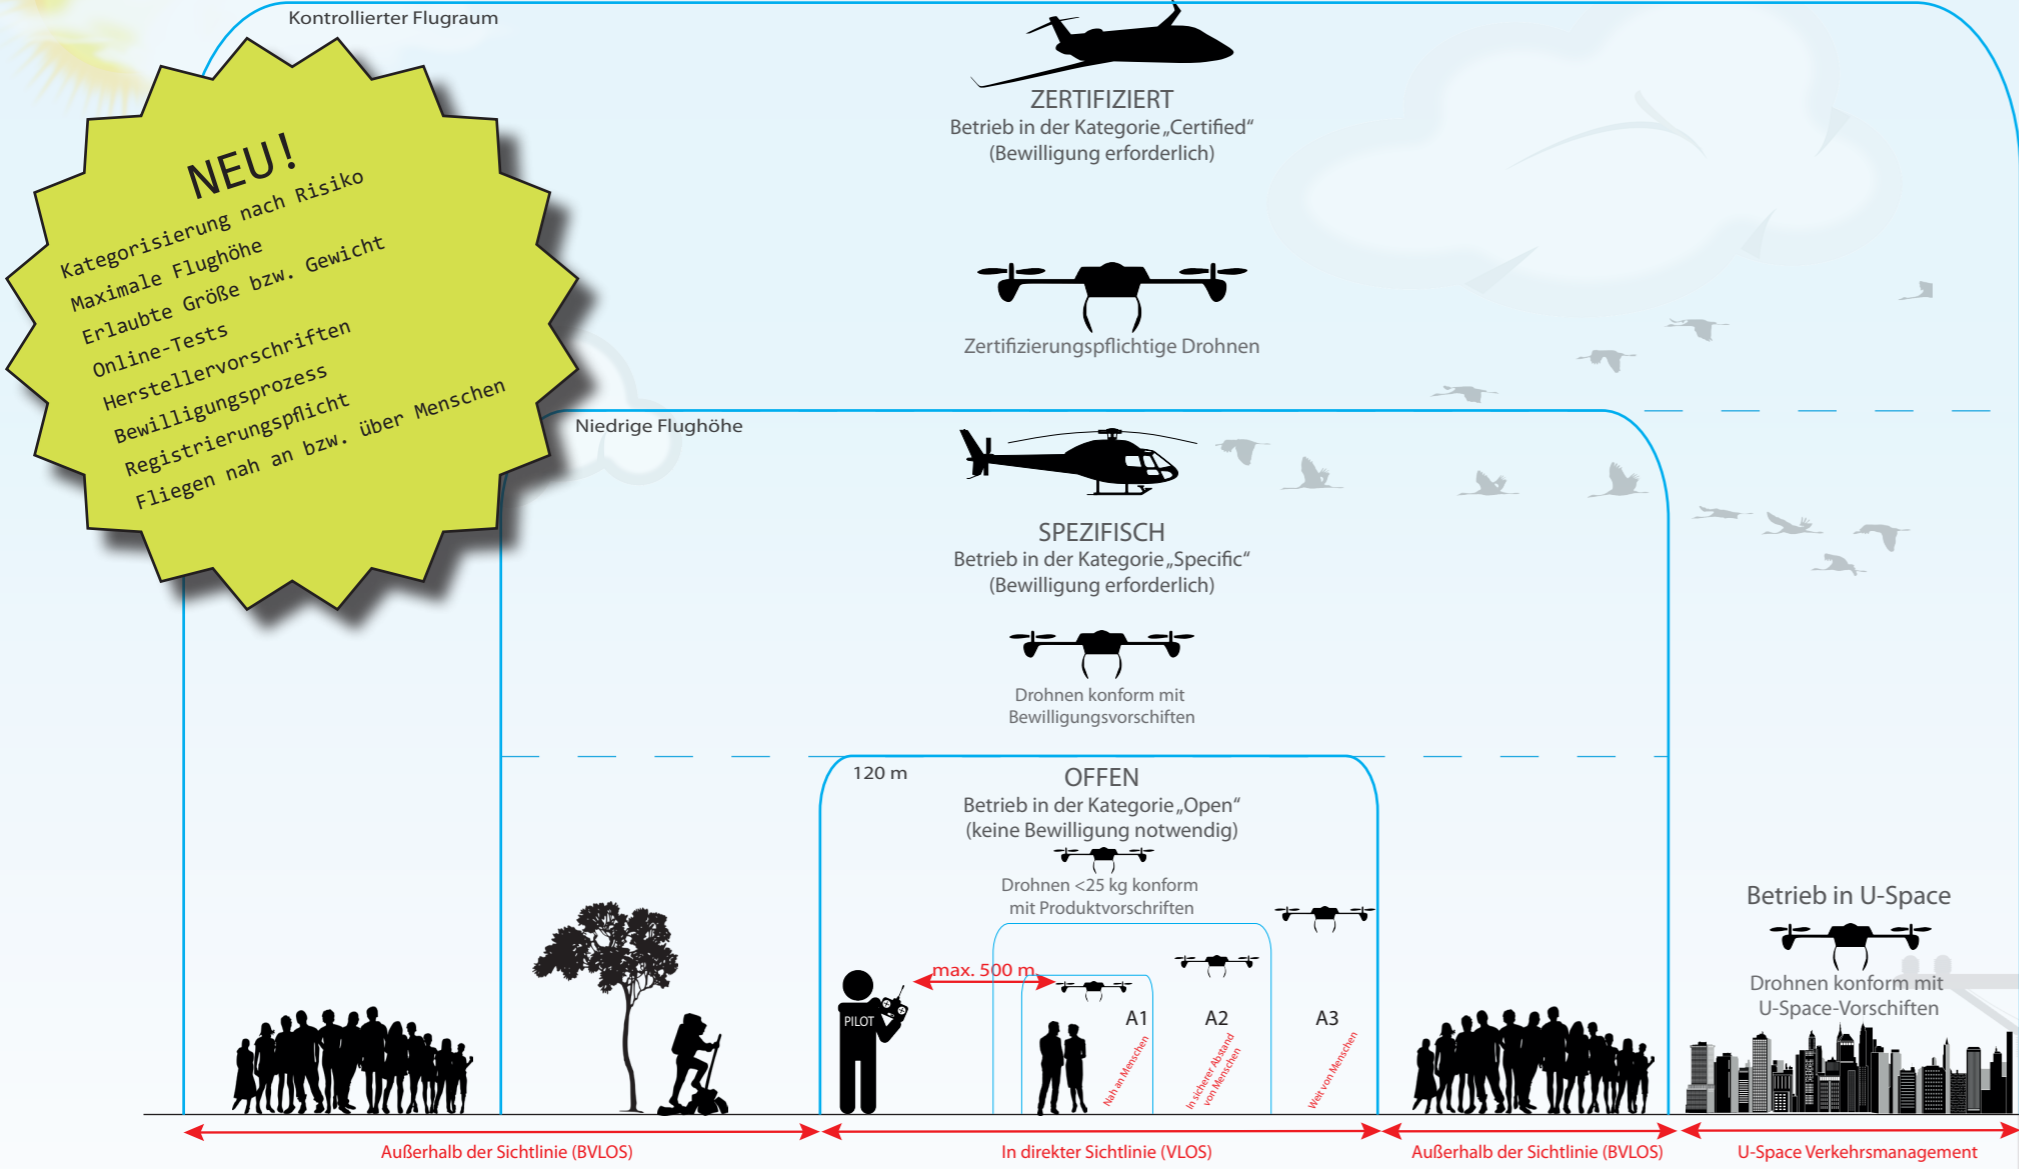 Kontrollierter Flugraum
NEU!
Kategorisierung nach Risiko
Maximale Flughöhe
Erlaubte Größe bzw. Gewicht
Online-Tests
Herstellervorschriften
Bewilligungsprozess
Registrierungspflicht
Fliegen nah an bzw. über Menschen
ZERTIFIZIERT
Betrieb in der Kategorie „Certified“
(Bewilligung erforderlich)
Zertifizierungspflichtige Drohnen
Niedrige Flughöhe
SPEZIFISCH
Betrieb in der Kategorie „Specific“
(Bewilligung erforderlich)
Drohnen konform mit
Bewilligungsvorschiften
120 m
OFFEN
Betrieb in der Kategorie „Open“
(keine Bewilligung notwendig)
Drohnen <25 kg konform
mit Produktvorschriften
max. 500 m
PILOT
A1
Nah an Menschen
A2
In sicherer Abstand
von Menschen
A3
Weit von Menschen
Betrieb in U-Space
Drohnen konform mit
U-Space-Vorschiften
Außerhalb der Sichtlinie (BVLOS)
In direkter Sichtlinie (VLOS)
Außerhalb der Sichtlinie (BVLOS)
U-Space Verkehrsmanagement